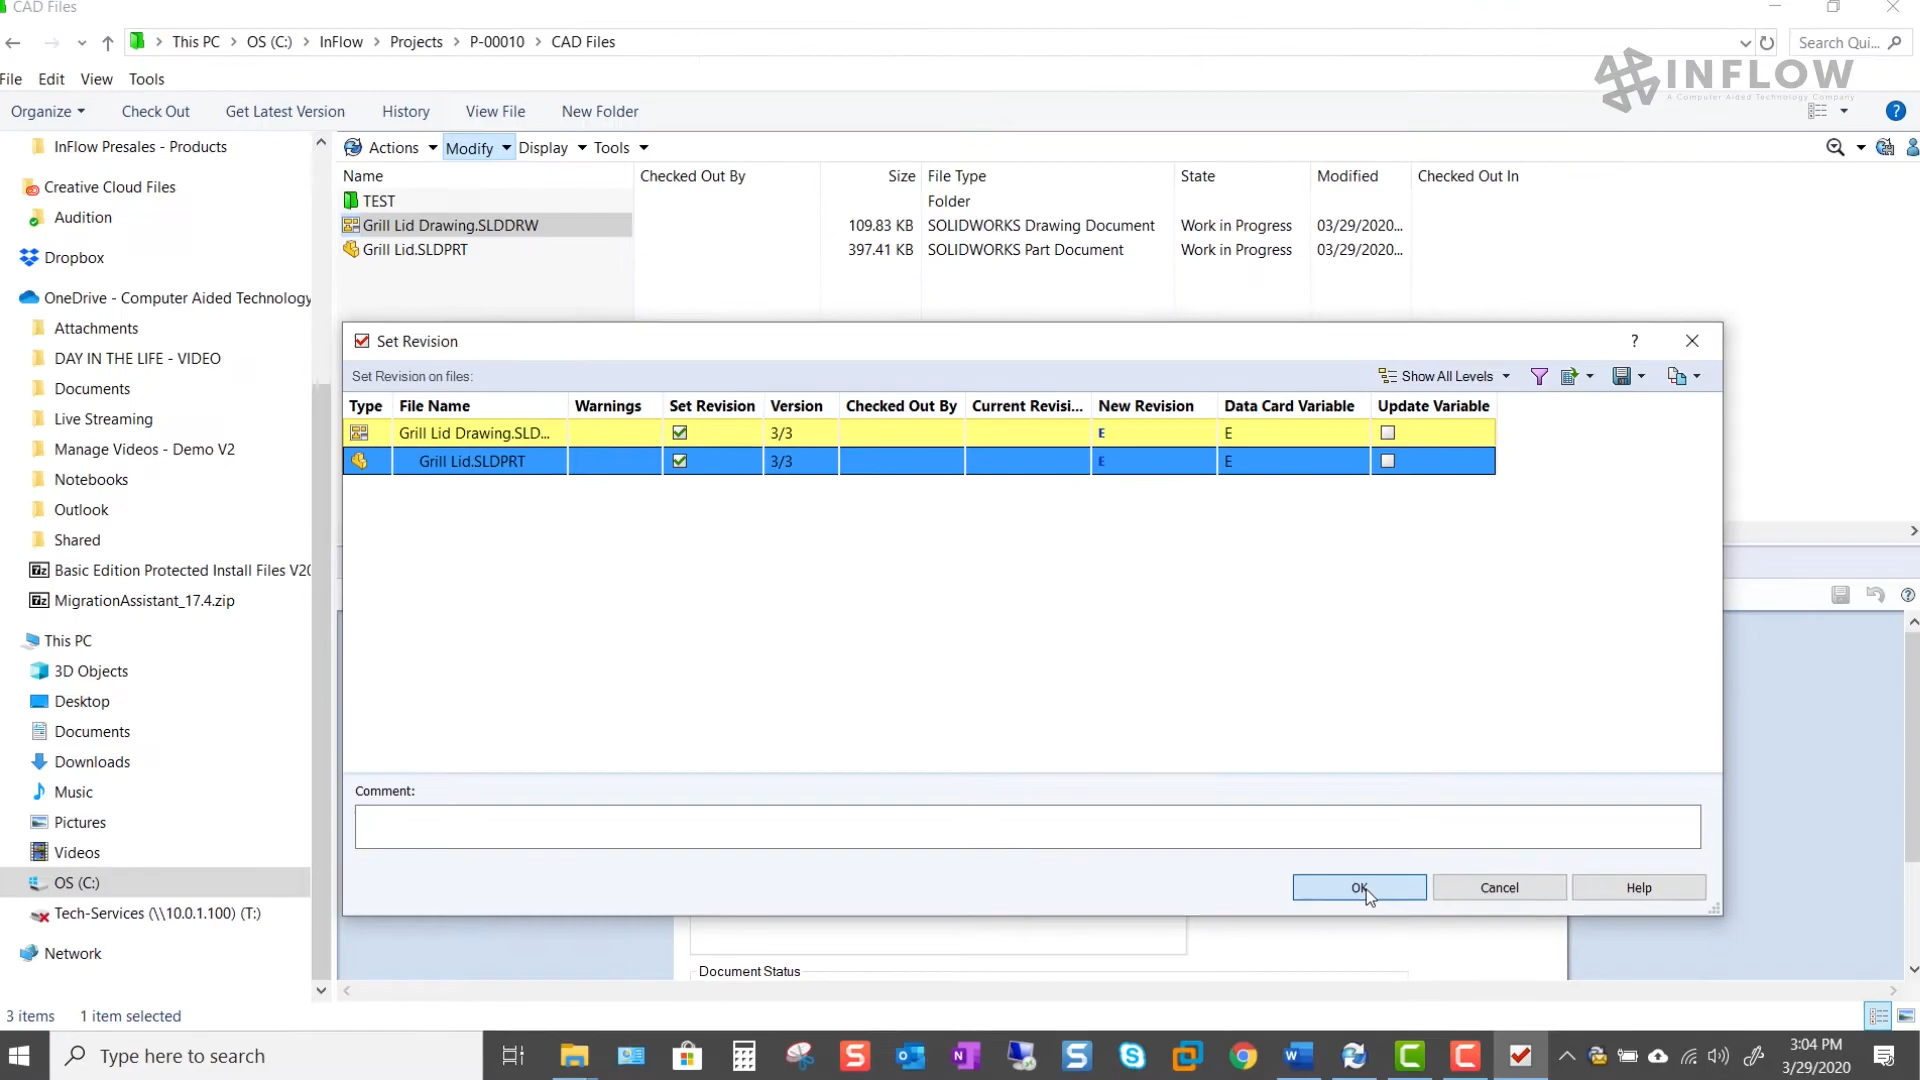 CAD Files
This PC > OS (C:) > InFlow > Projects > P-00010 > CAD Files
Search Qui...
File Edit View Tools
INFLOW
A Computer Aided Technology Company
Organize Check Out Get Latest Version History View File New Folder
InFlow Presales - Products
Creative Cloud Files
Audition
Dropbox
OneDrive - Computer Aided Technology
Attachments
DAY IN THE LIFE - VIDEO
Documents
Live Streaming
Manage Videos - Demo V2
Notebooks
Outlook
Shared
Basic Edition Protected Install Files V20
MigrationAssistant_17.4.zip
This PC
3D Objects
Desktop
Documents
Downloads
Music
Pictures
Videos
OS (C:)
Tech-Services (\\10.0.1.100) (T:)
Network
Actions Modify Display Tools
Name Checked Out By Size File Type State Modified Checked Out In
TEST Folder
Grill Lid Drawing.SLDDRW 109.83 KB SOLIDWORKS Drawing Document Work in Progress 03/29/2020...
Grill Lid.SLDPRT 397.41 KB SOLIDWORKS Part Document Work in Progress 03/29/2020...
Set Revision ?
Set Revision on files: Show All Levels
Type File Name Warnings Set Revision Version Checked Out By Current Revisi... New Revision Data Card Variable Update Variable
Grill Lid Drawing.SLD... 3/3 E E
Grill Lid.SLDPRT 3/3 E E
Comment:
OK Cancel Help
Document Status
3 items 1 item selected
Type here to search
3:04 PM
3/29/2020